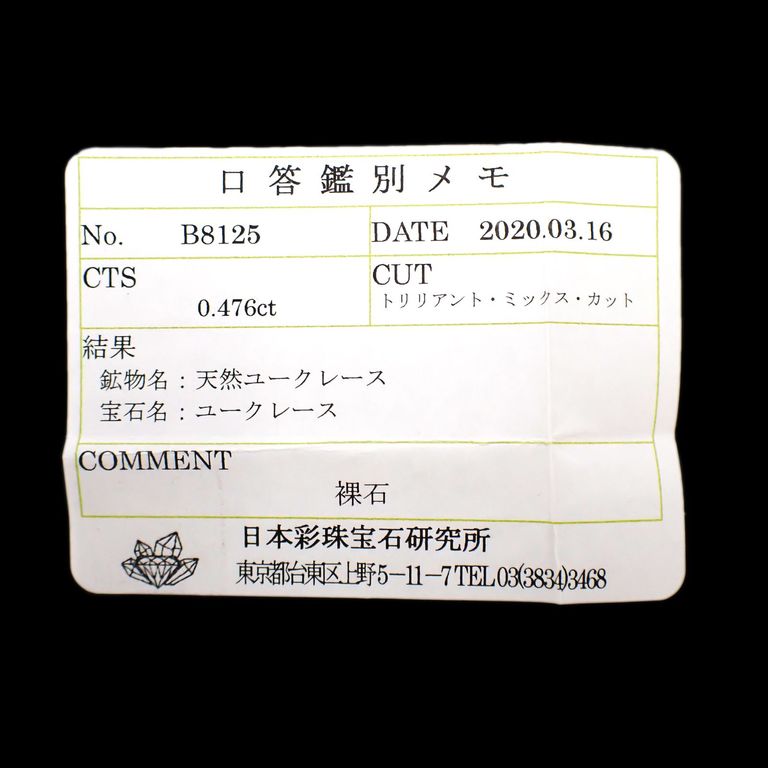 口答鑑別メモ
No. B8125 DATE 2020.03.16
CTS CUT
0.476ct トリリアント・ミックス・カット
結果
鉱物名：天然ユークレース
宝石名：ユークレース
COMMENT
裸石
日本彩珠宝石研究所
東京都台東区上野5－11－7 TEL 03(3834)3468